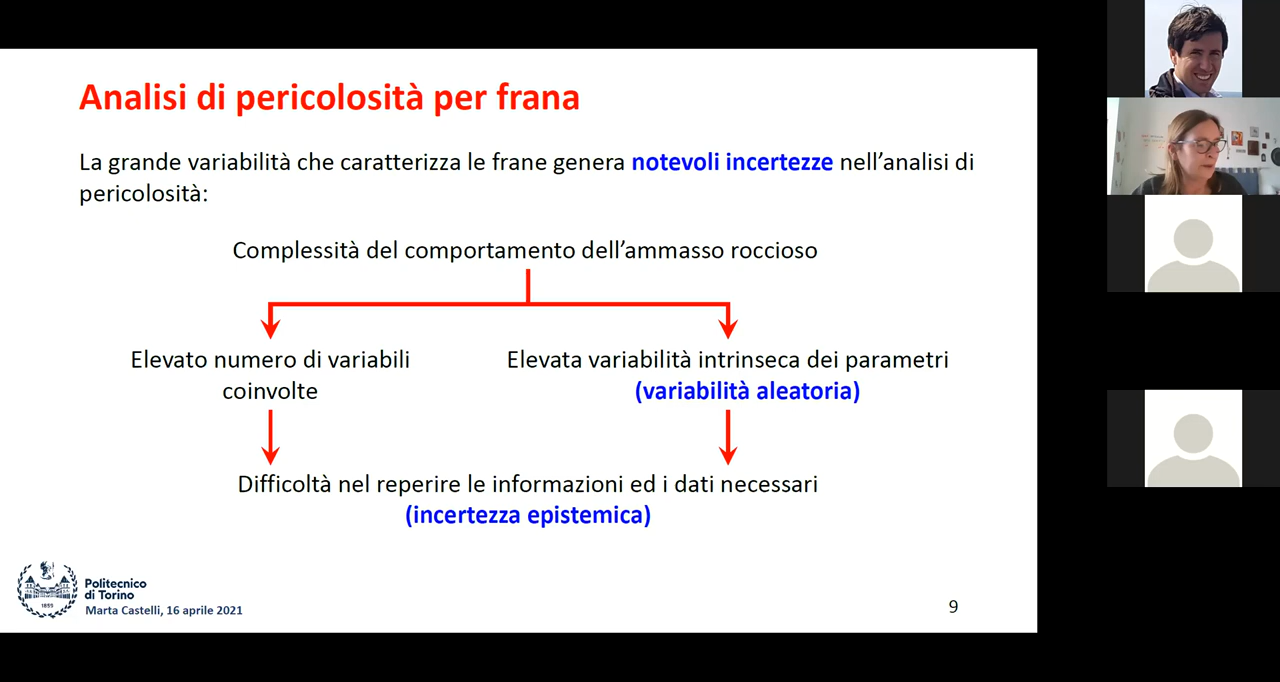 Analisi di pericolosità per frana
La grande variabilità che caratterizza le frane genera notevoli incertezze nell'analisi di
pericolosità:
Complessità del comportamento dell'ammasso roccioso
Elevato numero di variabili
coinvolte
Elevata variabilità intrinseca dei parametri
(variabilità aleatoria)
Difficoltà nel reperire le informazioni ed i dati necessari
(incertezza epistemica)
1859
Politecnico
di Torino
Marta Castelli, 16 aprile 2021
9